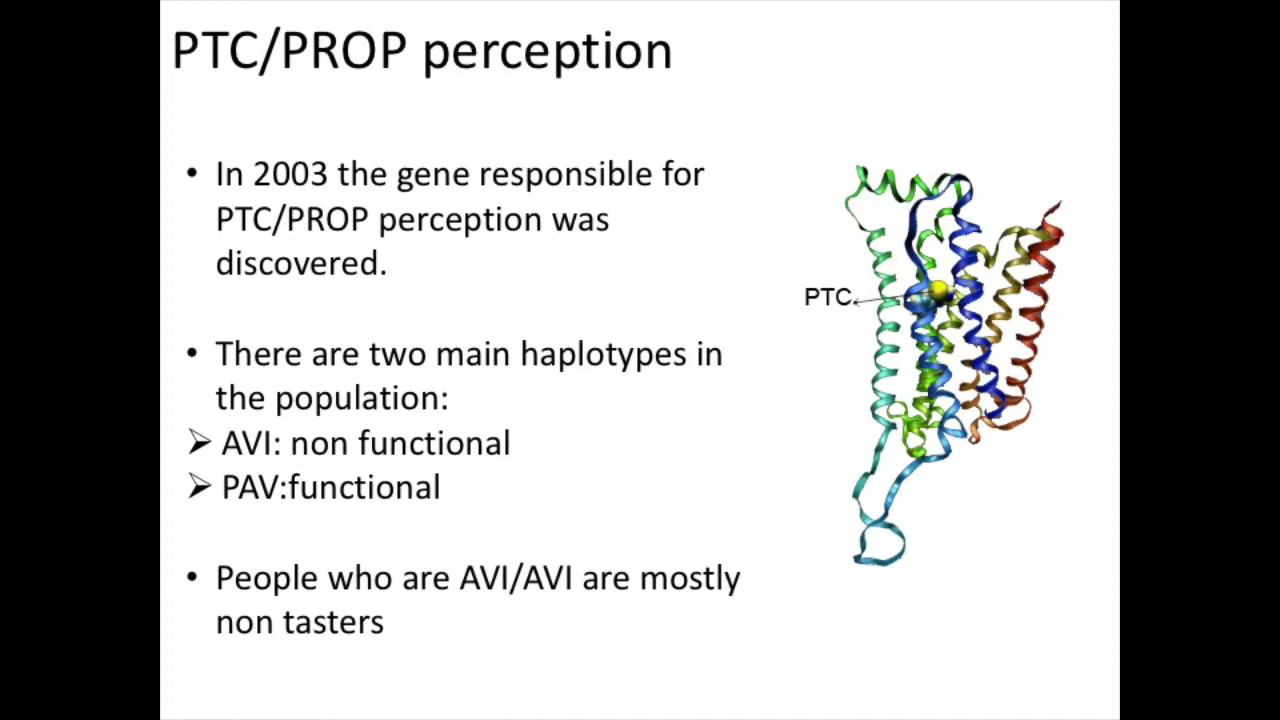 PTC/PROP perception
• In 2003 the gene responsible for
PTC/PROP perception was
discovered.
• There are two main haplotypes in
the population:
➢ AVI: non functional
➢ PAV:functional
• People who are AVI/AVI are mostly
non tasters
PTC